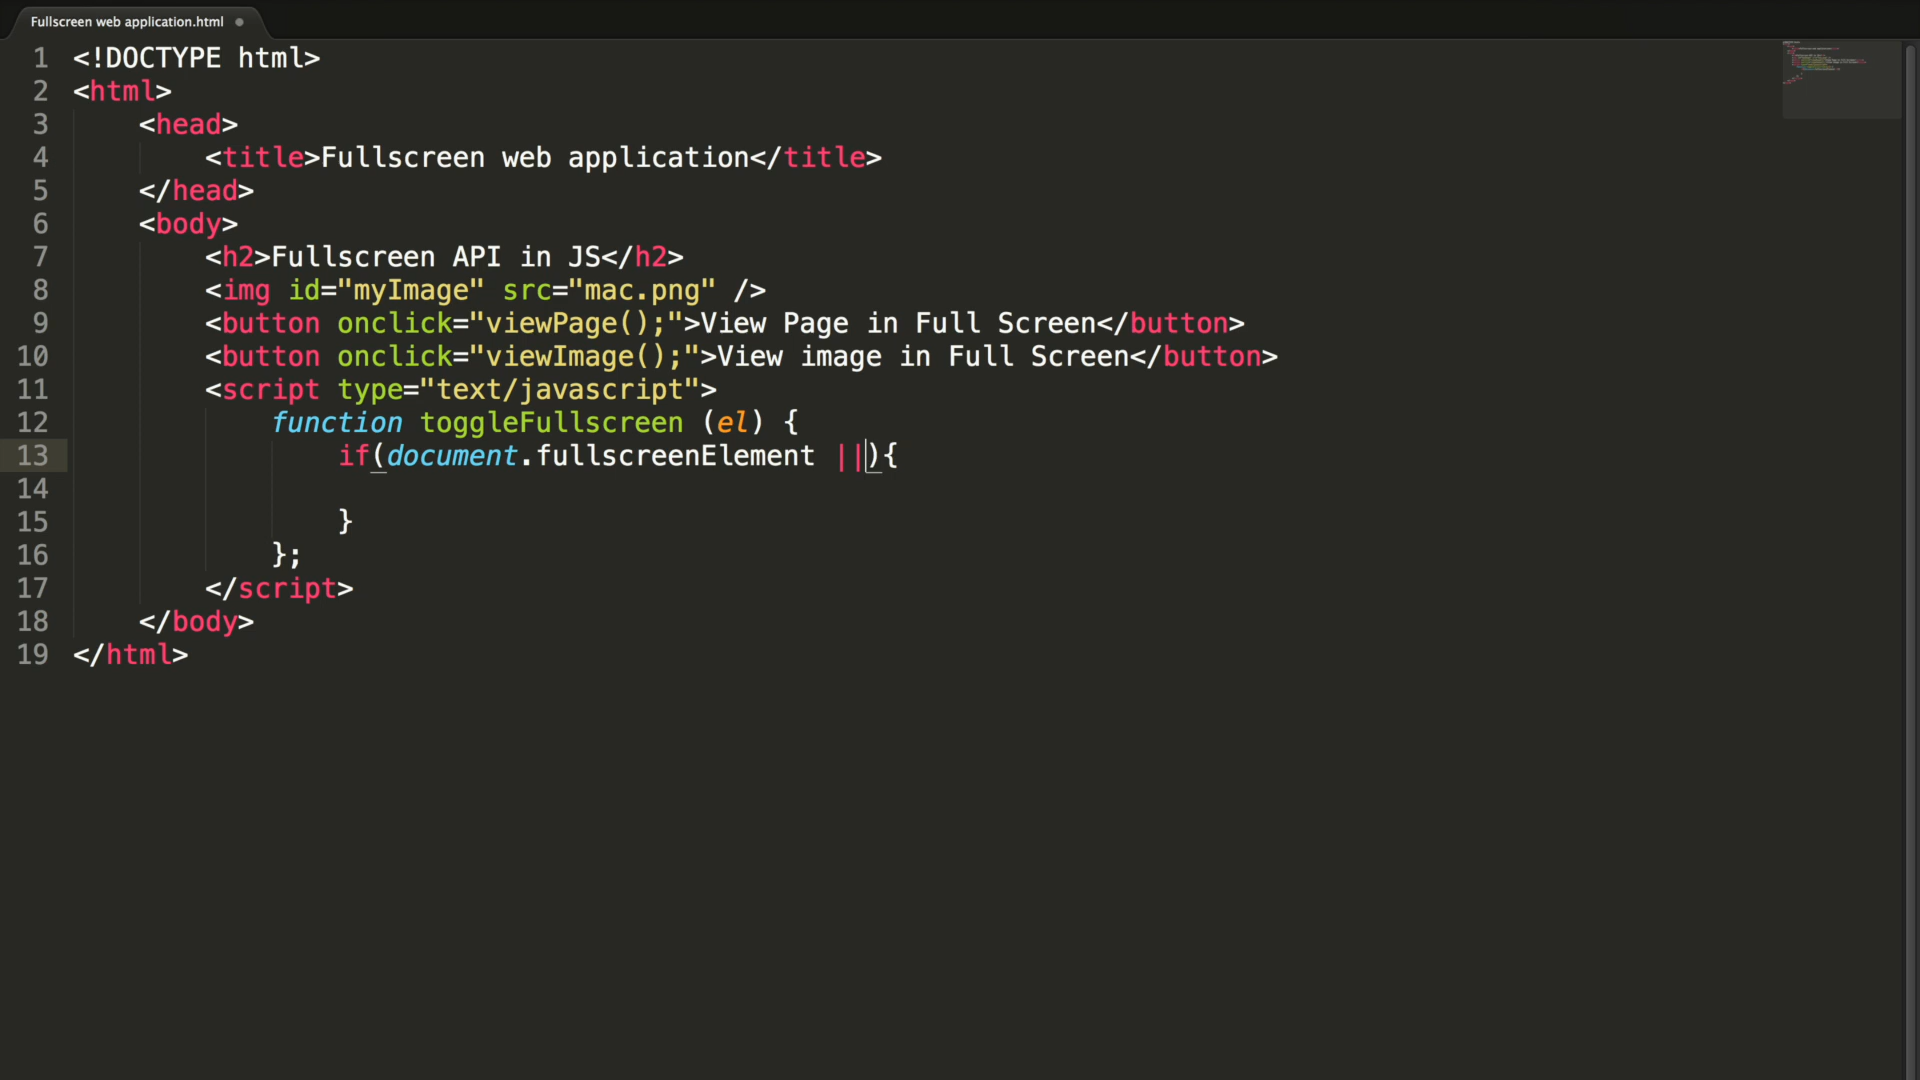 Fullscreen web application.html
1 <!DOCTYPE html>
2 <html>
3 <head>
4 <title>Fullscreen web application</title>
5 </head>
6 <body>
7 <h2>Fullscreen API in JS</h2>
8 <img id="myImage" src="mac.png" />
9 <button onclick="viewPage();">View Page in Full Screen</button>
10 <button onclick="viewImage();">View image in Full Screen</button>
11 <script type="text/javascript">
12 function toggleFullscreen (el) {
13 if(document.fullscreenElement ||){
14
15 }
16 };
17 </script>
18 </body>
19 </html>